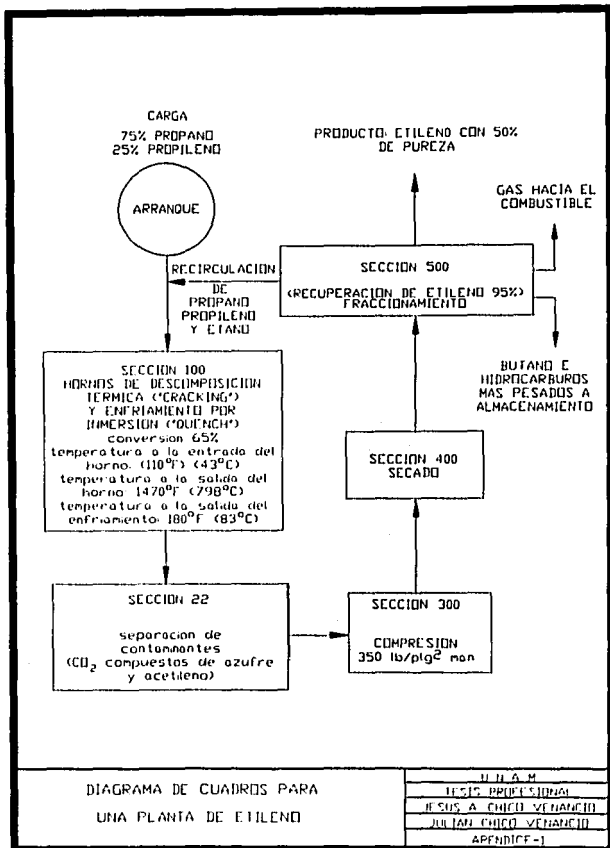 CARGA
75% PROPANO
25% PROPILENO
ARRANQUE
PRODUCTO: ETILENO CON 50%
DE PUREZA
GAS HACIA EL
COMBUSTIBLE
RECIRCULACION
DE
PROPANO
PROPILENO
Y ETANO
SECCION 500
(RECUPERACION DE ETILENO 95%)
FRACCIONAMIENTO
BUTANO E
HIDROCARBUROS
MAS PESADOS A
ALMACENAMIENTO
SECCION 100
HORNOS DE DESCOMPOSICION
TERMICA ("CRACKING")
Y ENFRIAMIENTO POR
INMERSION ("QUENCH")
conversion 65%
temperatura a la entrada del
horno: (110°F) (43°C)
temperatura a la salida del
horno: 1470°F (798°C)
temperatura a la salida del
enfriamiento: 180°F (83°C)
SECCION 400
SECADO
SECCION 22
separacion de
contaminantes
(CO2 compuestos de azufre
y acetileno)
SECCION 300
COMPRESION
350 lb/plg2 man
DIAGRAMA DE CUADROS PARA
UNA PLANTA DE ETILENO
U N A M
TESIS PROFESIONAL
JESUS A CHICO VENANCIO
JULIAN CHICO VENANCIO
APENDICE-1